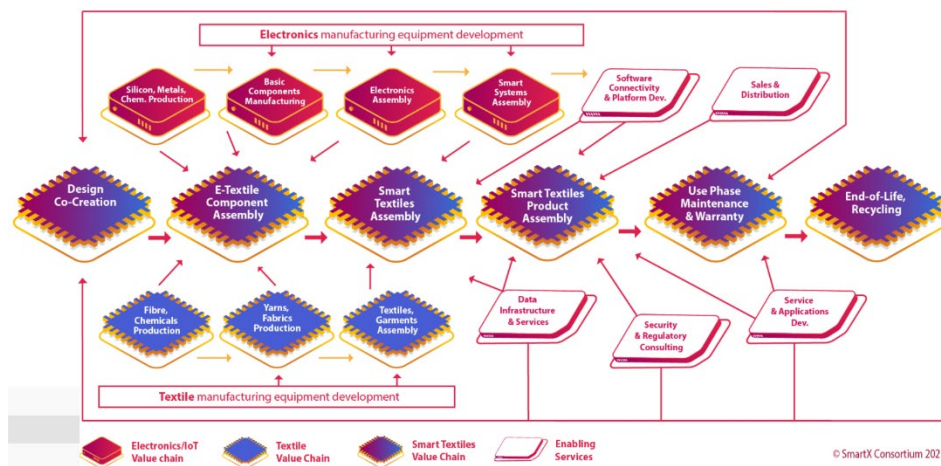 Electronics manufacturing equipment development
Silicon, Metals,
Chem. Production
Basic
Components
Manufacturing
Electronics
Assembly
Smart
Systems
Assembly
Software
Connectivity
& Platform Dev.
Sales &
Distribution
Design
Co-Creation
E-Textile
Component
Assembly
Smart
Textiles
Assembly
Smart Textiles
Product
Assembly
Use Phase
Maintenance
& Warranty
End-of-Life,
Recycling
Fibre,
Chemicals
Production
Yarns,
Fabrics
Production
Textiles,
Garments
Assembly
Data
Infrastructure
& Services
Security
& Regulatory
Consulting
Service
& Applications
Dev.
Textile manufacturing equipment development
Electronics/IoT
Value chain
Textile
Value Chain
Smart Textiles
Value Chain
Enabling
Services
© SmartX Consortium 202